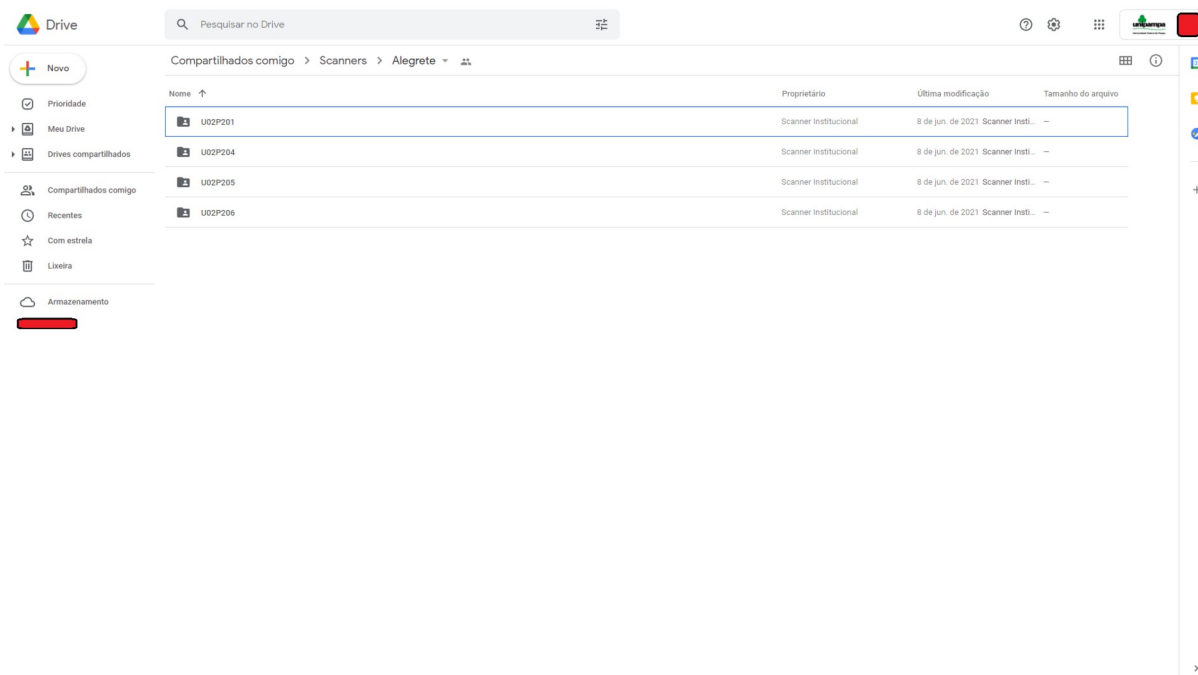 Drive
Pesquisar no Drive
unipampa
Novo
Compartilhados comigo > Scanners > Alegrete
Nome Proprietário Última modificação Tamanho do arquivo
Prioridade
Meu Drive
Drives compartilhados
Compartilhados comigo
Recentes
Com estrela
Lixeira
Armazenamento
U02P201 Scanner Institucional 8 de jun. de 2021 Scanner Insti... —
U02P204 Scanner Institucional 8 de jun. de 2021 Scanner Insti... —
U02P205 Scanner Institucional 8 de jun. de 2021 Scanner Insti... —
U02P206 Scanner Institucional 8 de jun. de 2021 Scanner Insti... —